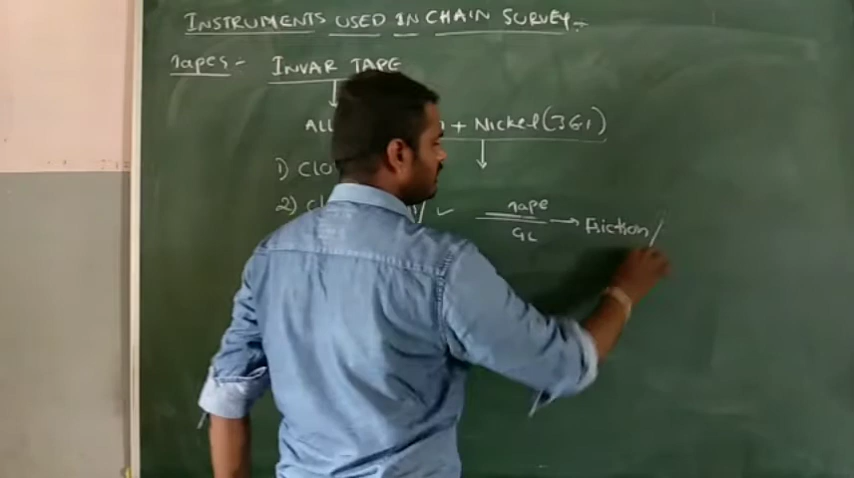 INSTRUMENTS USED IN CHAIN SURVEY:-
Tapes - INVAR TAPE
+ Nickel (36%)
1)
2)
Tape
GL → Friction /